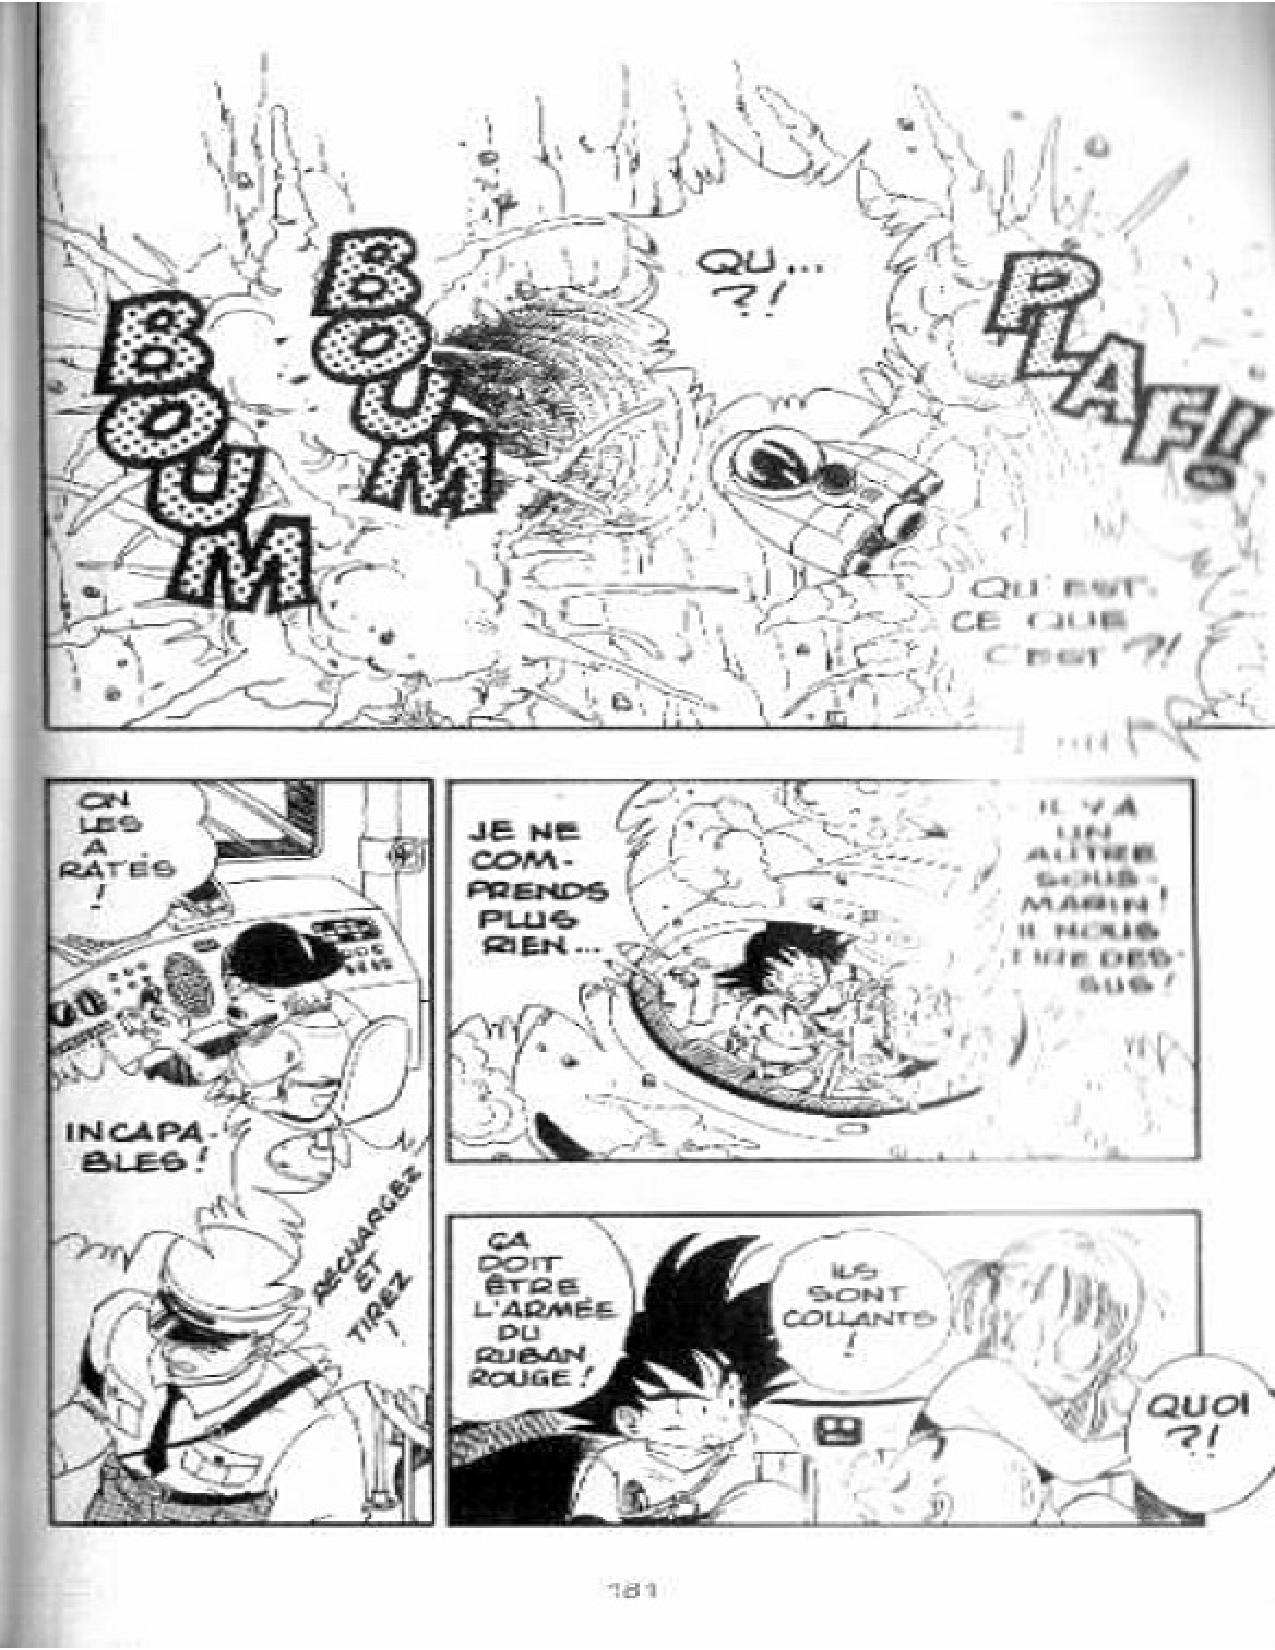 BOUM
BOUM
QU...
?!
PLAF!
QU'EST-
CE QUE
C'EST ?!
ON
LES
A
RATÉS
!
INCAPA-
BLES!
RECHARGEZ
ET
TIREZ
!
JE NE
COM-
PRENDS
PLUS
RIEN...
IL Y A
UN
AUTRE
SOUS-
MARIN!
IL NOUS
TIRE DES-
SUS!
ÇA
DOIT
ÊTRE
L'ARMÉE
DU
RUBAN
ROUGE!
ILS
SONT
COLLANTS
!
QUOI
?!
181